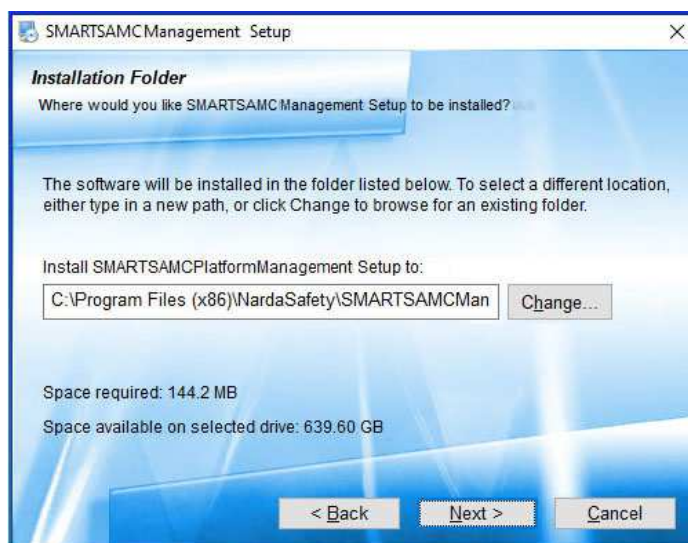 SMARTSAMCManagement Setup
Installation Folder
Where would you like SMARTSAMCManagement Setup to be installed?
The software will be installed in the folder listed below. To select a different location,
either type in a new path, or click Change to browse for an existing folder.
Install SMARTSAMCPlatformManagement Setup to:
C:\Program Files (x86)\NardaSafety\SMARTSAMCMan Change...
Space required: 144.2 MB
Space available on selected drive: 639.60 GB
< Back Next > Cancel